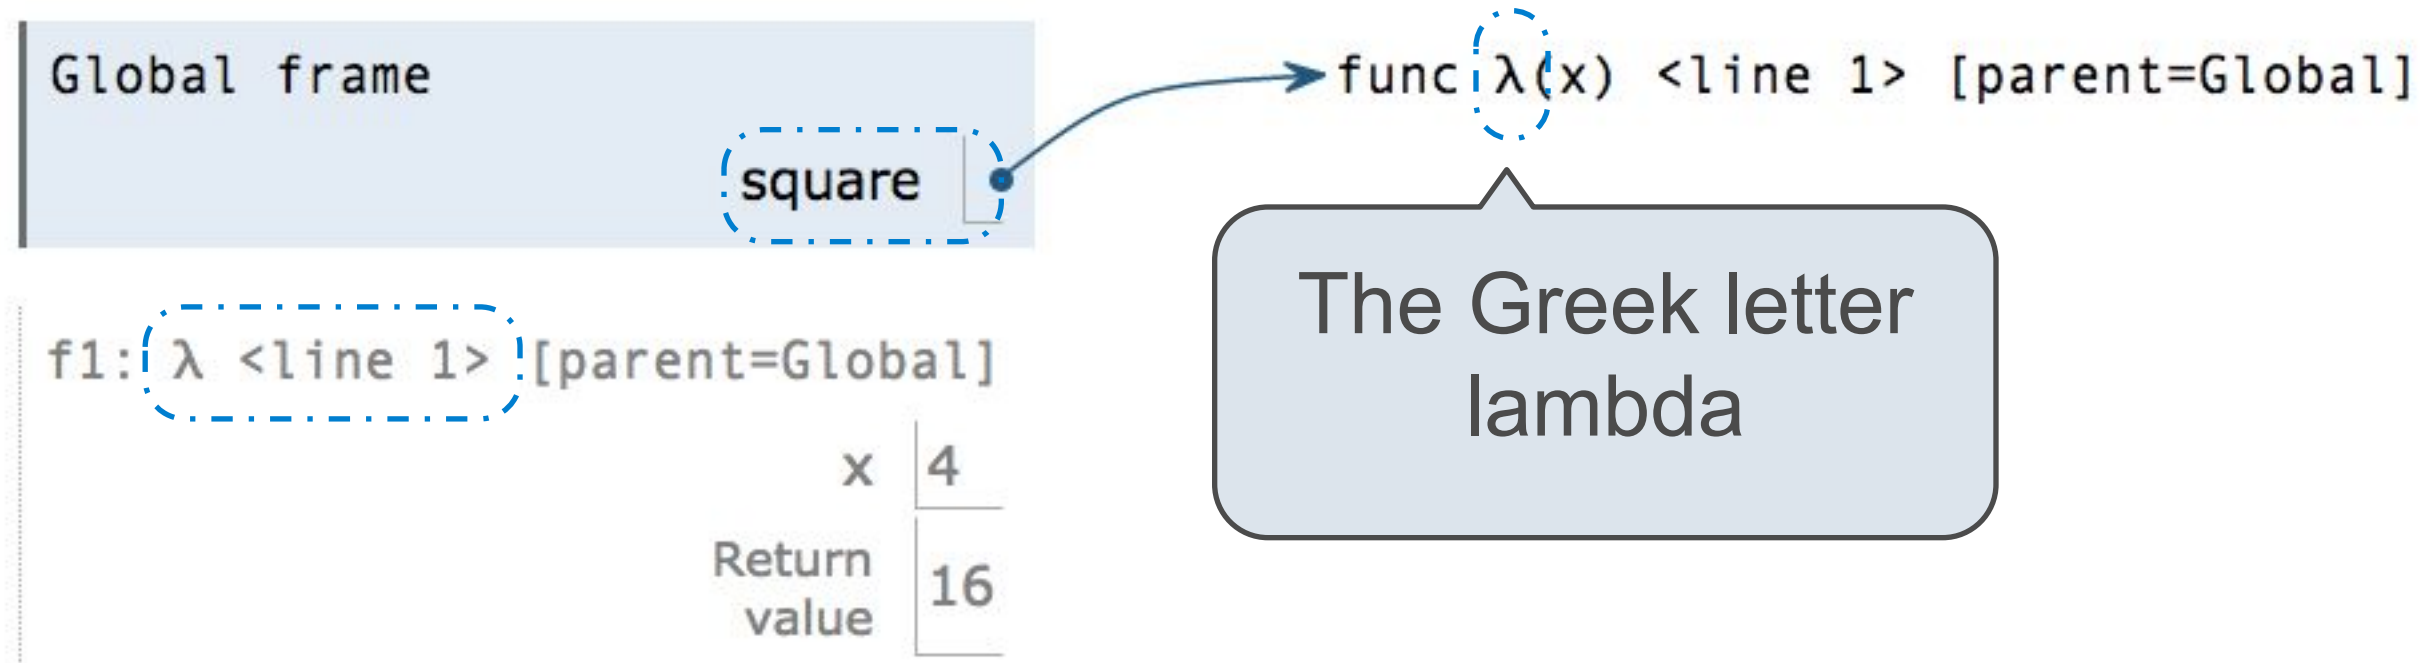 Global frame
func λ(x) <line 1> [parent=Global]
square
The Greek letter
lambda
f1: λ <line 1> [parent=Global]
x 4
Return
value 16